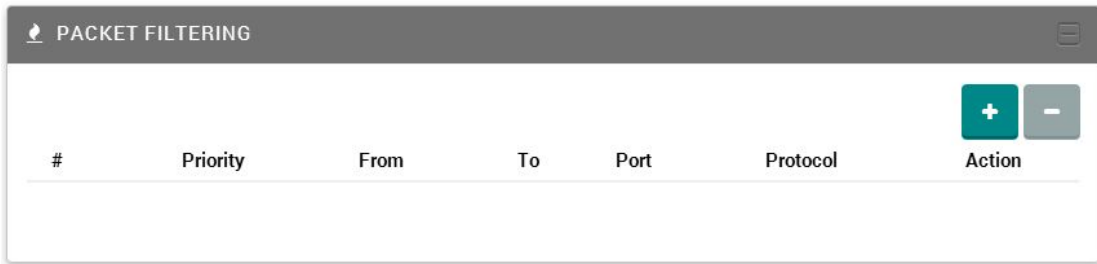 PACKET FILTERING
# Priority From To Port Protocol Action